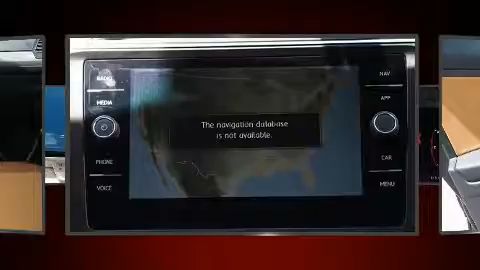 RADIO
MEDIA
PHONE
VOICE
The navigation database
is not available.
NAV
APP
CAR
MENU